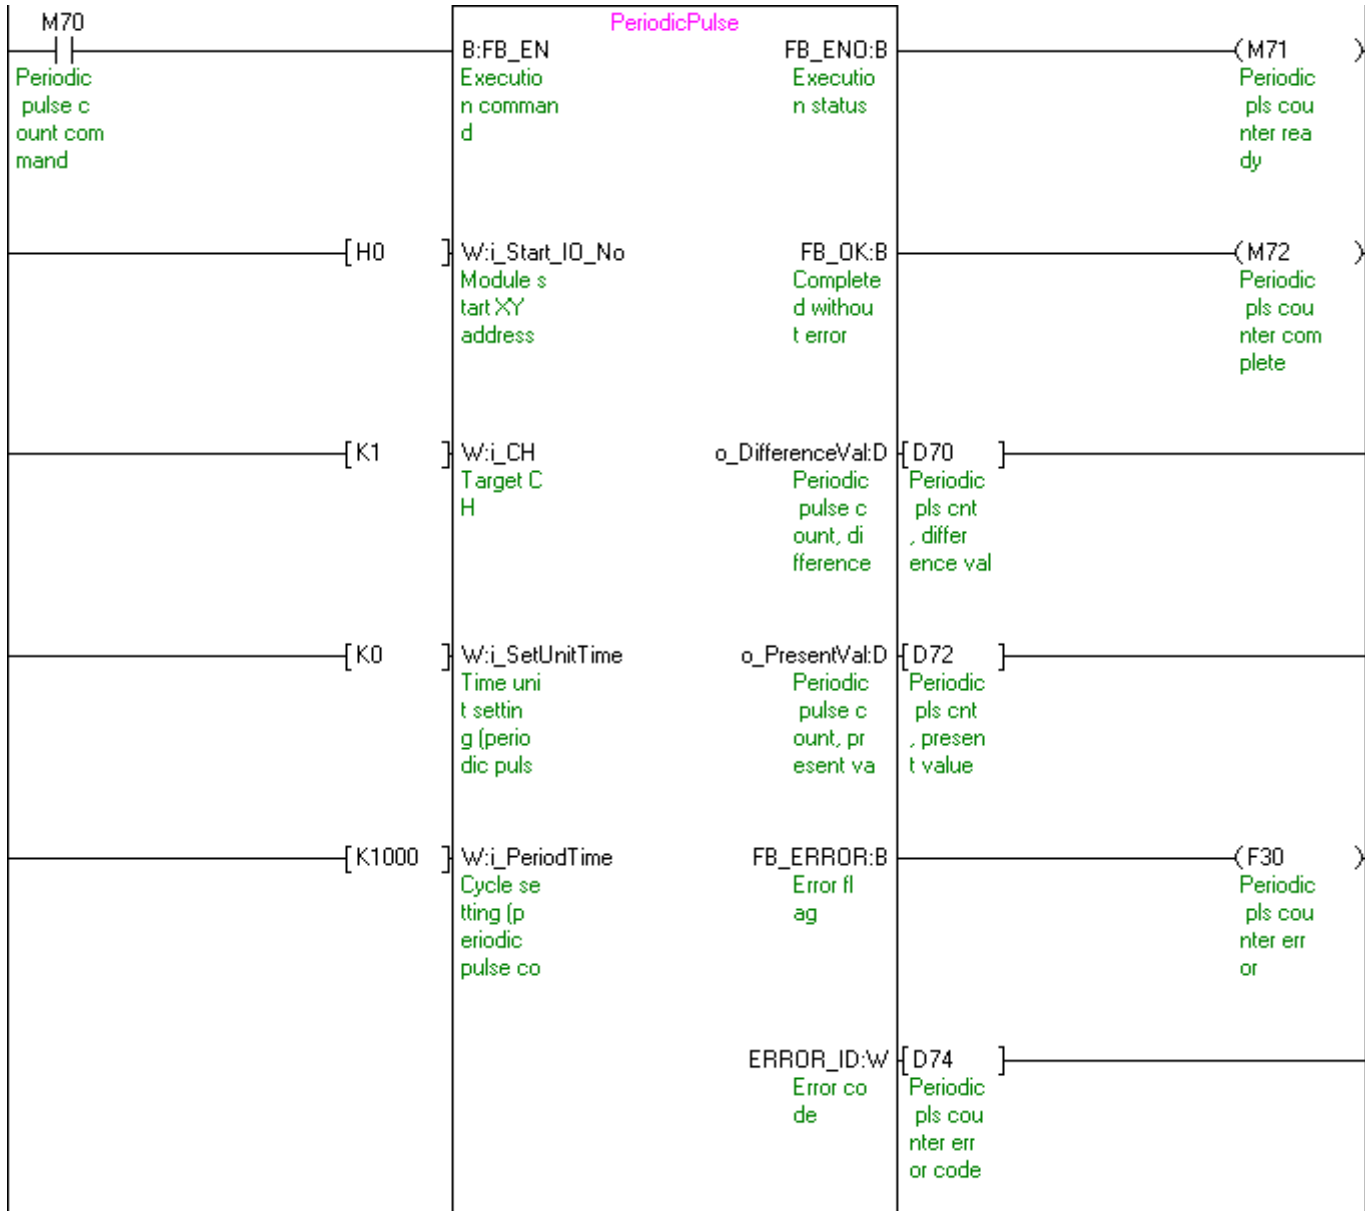 M70
Periodic
pulse c
ount com
mand
PeriodicPulse
B:FB_EN
Executio
n comman
d
FB_ENO:B
Executio
n status
(M71 )
Periodic
pls cou
nter rea
dy
[H0 ]
W:i_Start_IO_No
Module s
tart XY
address
FB_OK:B
Complete
d withou
t error
(M72 )
Periodic
pls cou
nter com
plete
[K1 ]
W:i_CH
Target C
H
o_DifferenceVal:D
Periodic
pulse c
ount, di
fference
[D70 ]
Periodic
pls cnt
, differ
ence val
[K0 ]
W:i_SetUnitTime
Time uni
t settin
g (perio
dic puls
o_PresentVal:D
Periodic
pulse c
ount, pr
esent va
[D72 ]
Periodic
pls cnt
, presen
t value
[K1000 ]
W:i_PeriodTime
Cycle se
tting (p
eriodic
pulse co
FB_ERROR:B
Error fl
ag
(F30 )
Periodic
pls cou
nter err
or
ERROR_ID:W
Error co
de
[D74 ]
Periodic
pls cou
nter err
or code